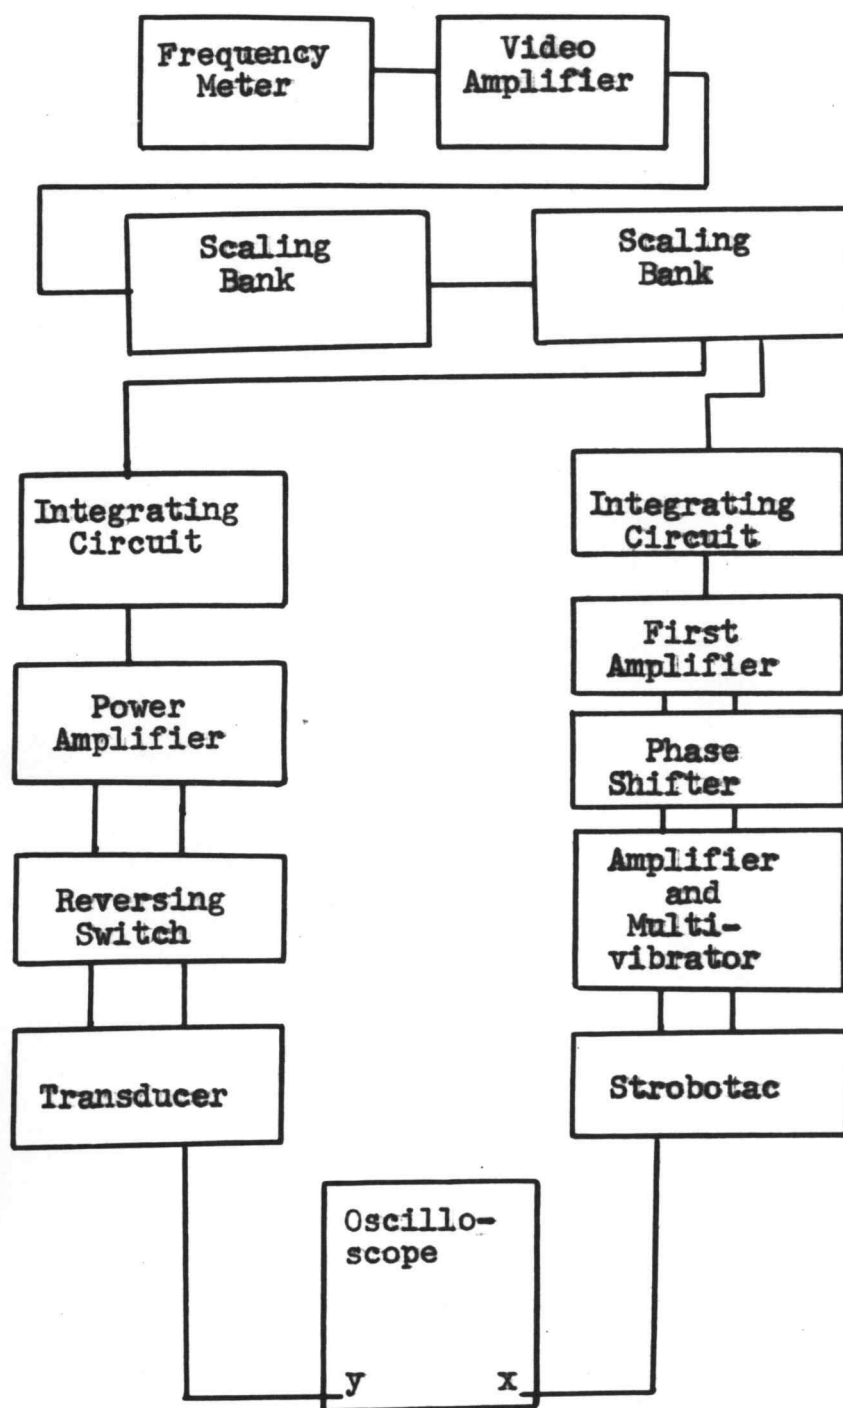 Frequency
Meter
Video
Amplifier
Scaling
Bank
Scaling
Bank
Integrating
Circuit
Integrating
Circuit
First
Amplifier
Power
Amplifier
Phase
Shifter
Amplifier
and
Multi-
vibrator
Reversing
Switch
Transducer
Strobotac
Oscillo-
scope
y
x